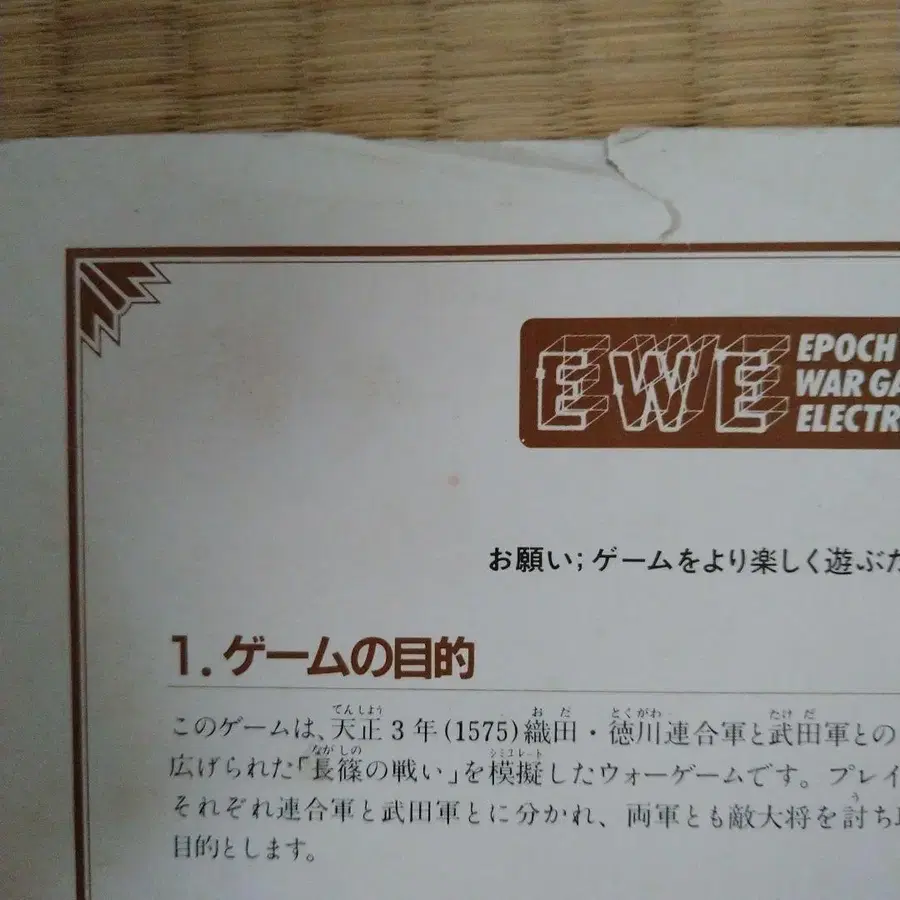 EWE
EPOCH
WAR
お願い；ゲームをより楽しく遊ぶ
1. ゲームの目的
てんしょう お だ とくがわ たけ だ
このゲームは、天正3年(1575)織田・徳川連合軍と武田軍との
ながしの シミュレート
広げられた「長篠の戦い」を模擬したウォーゲームです。プレイ
う
それぞれ連合軍と武田軍とに分かれ、両軍とも敵大将を討ち
目的とします。